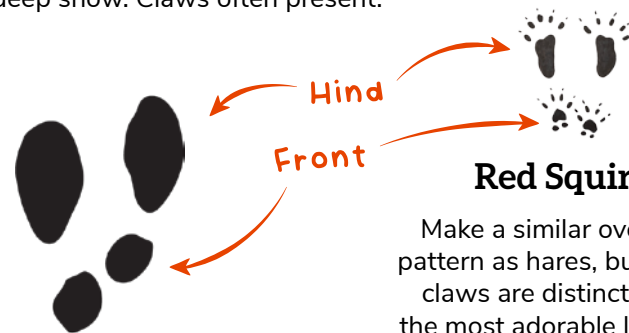 deep snow. Claws often present.
Hind
Front
Red Squir
Make a similar ov
pattern as hares, bu
claws are distinct
the most adorable l